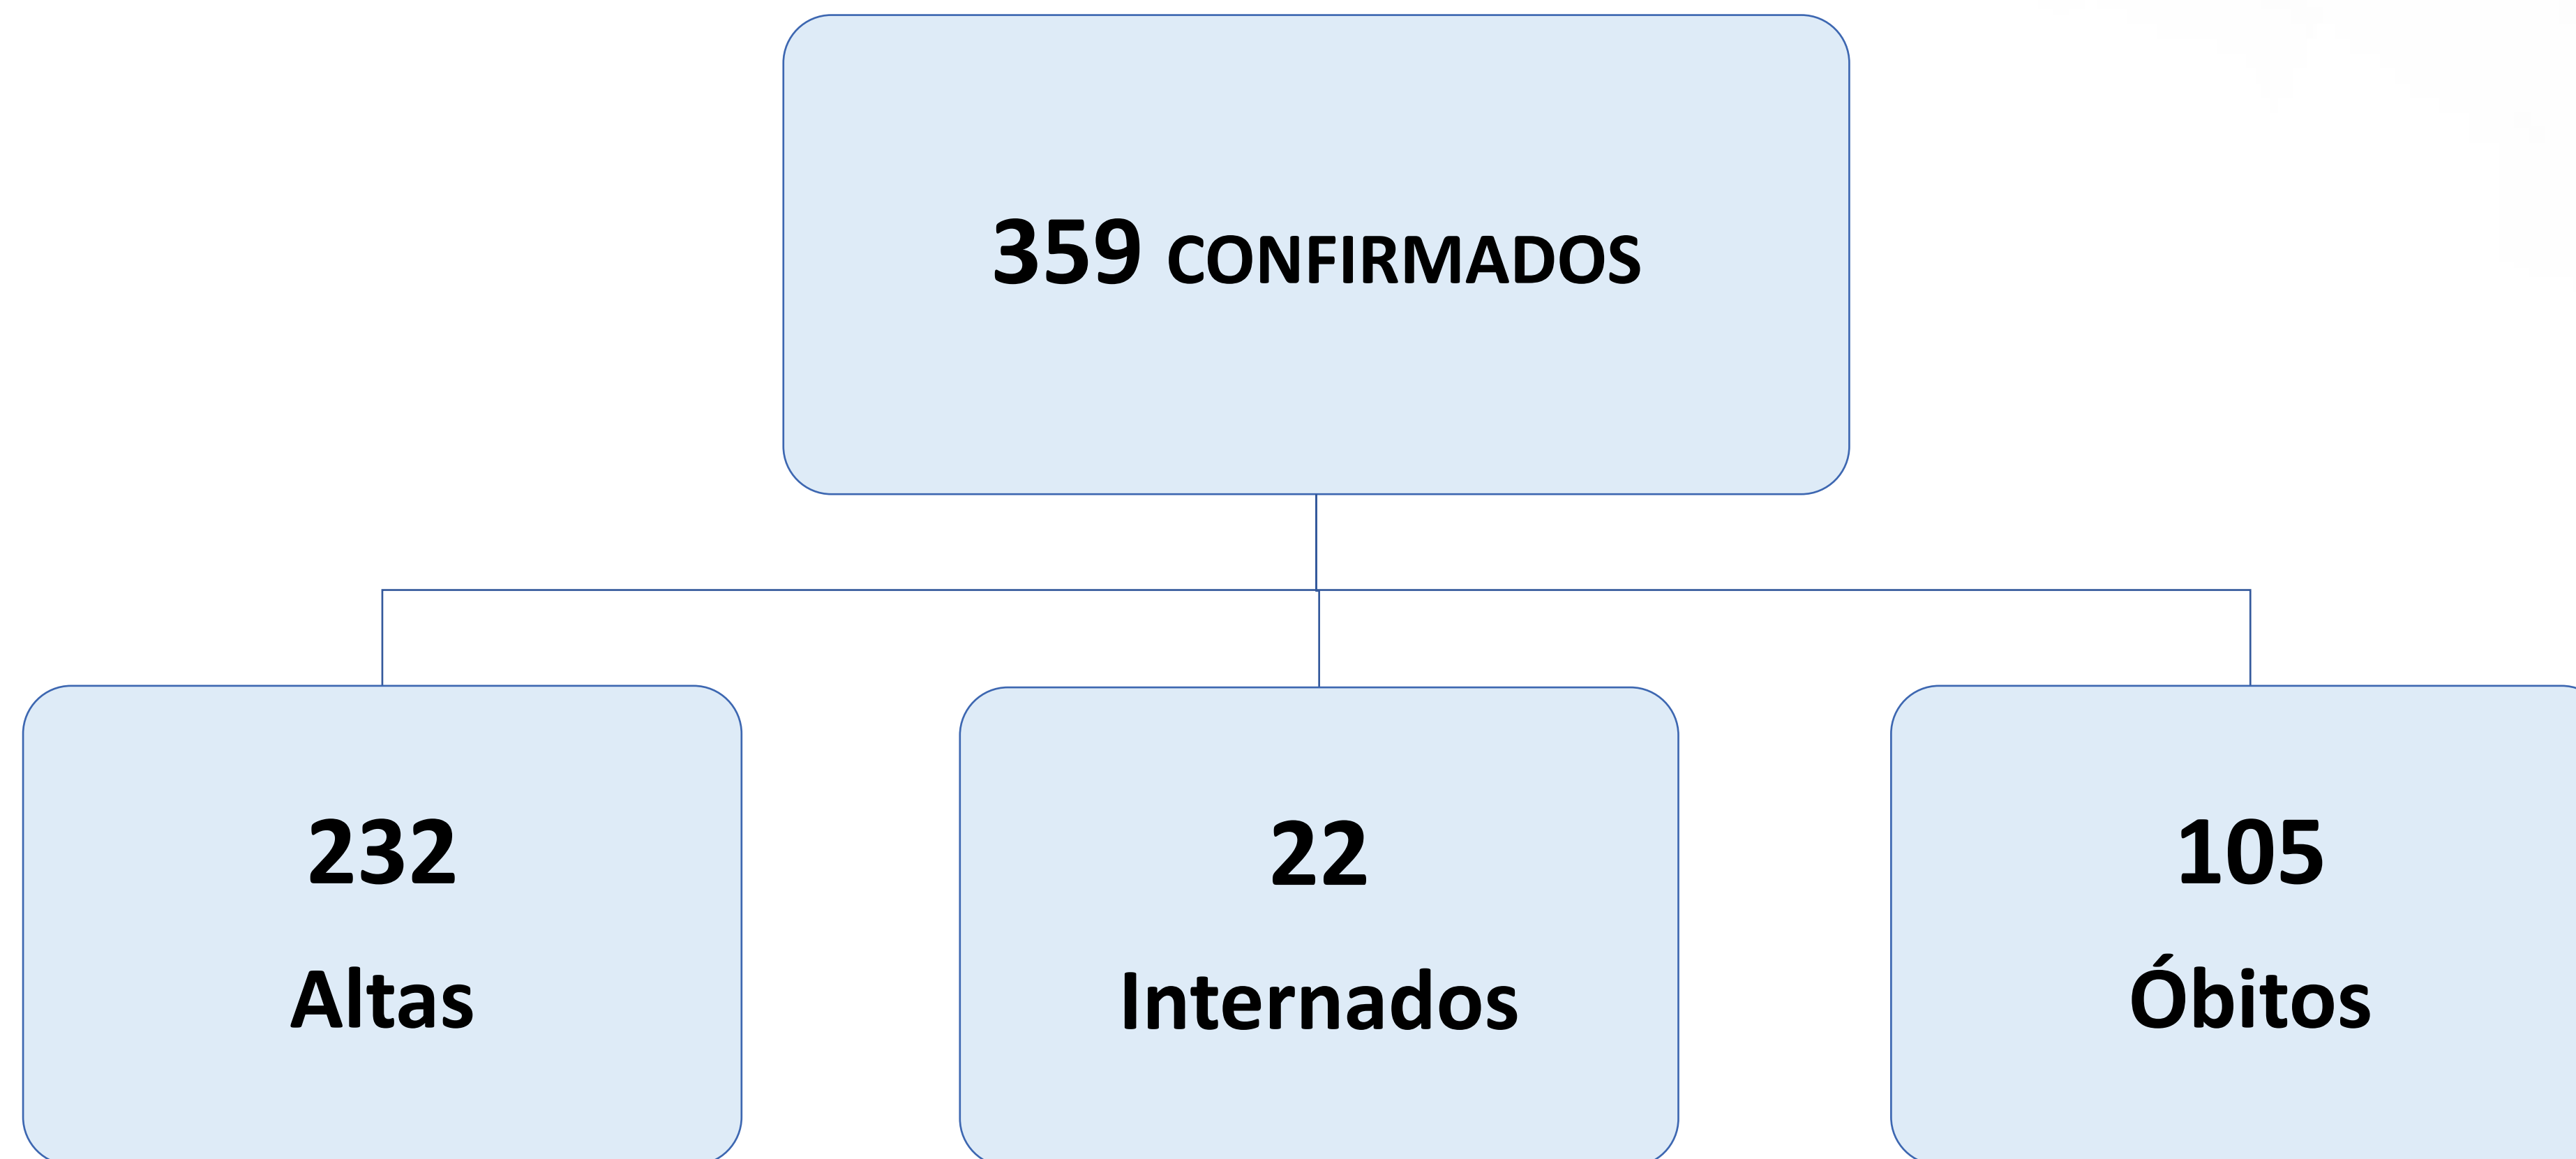 359 CONFIRMADOS
232
Altas
22
Internados
105
Óbitos